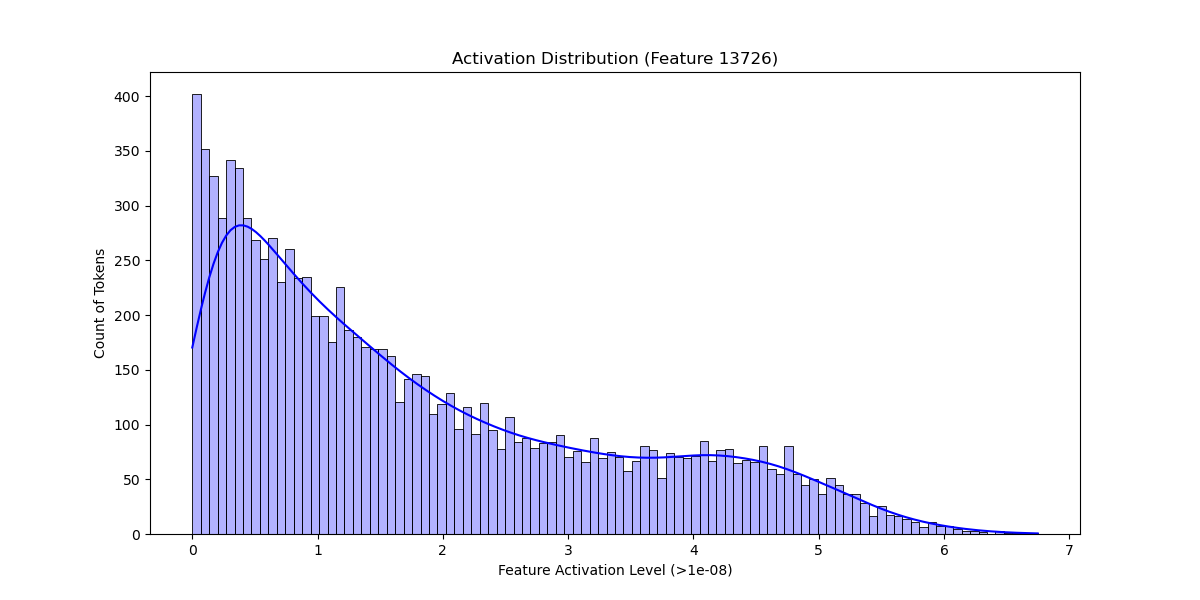 Activation Distribution (Feature 13726)
400
350
300
250
200
150
100
50
0
Count of Tokens
0 1 2 3 4 5 6 7
Feature Activation Level (>1e-08)